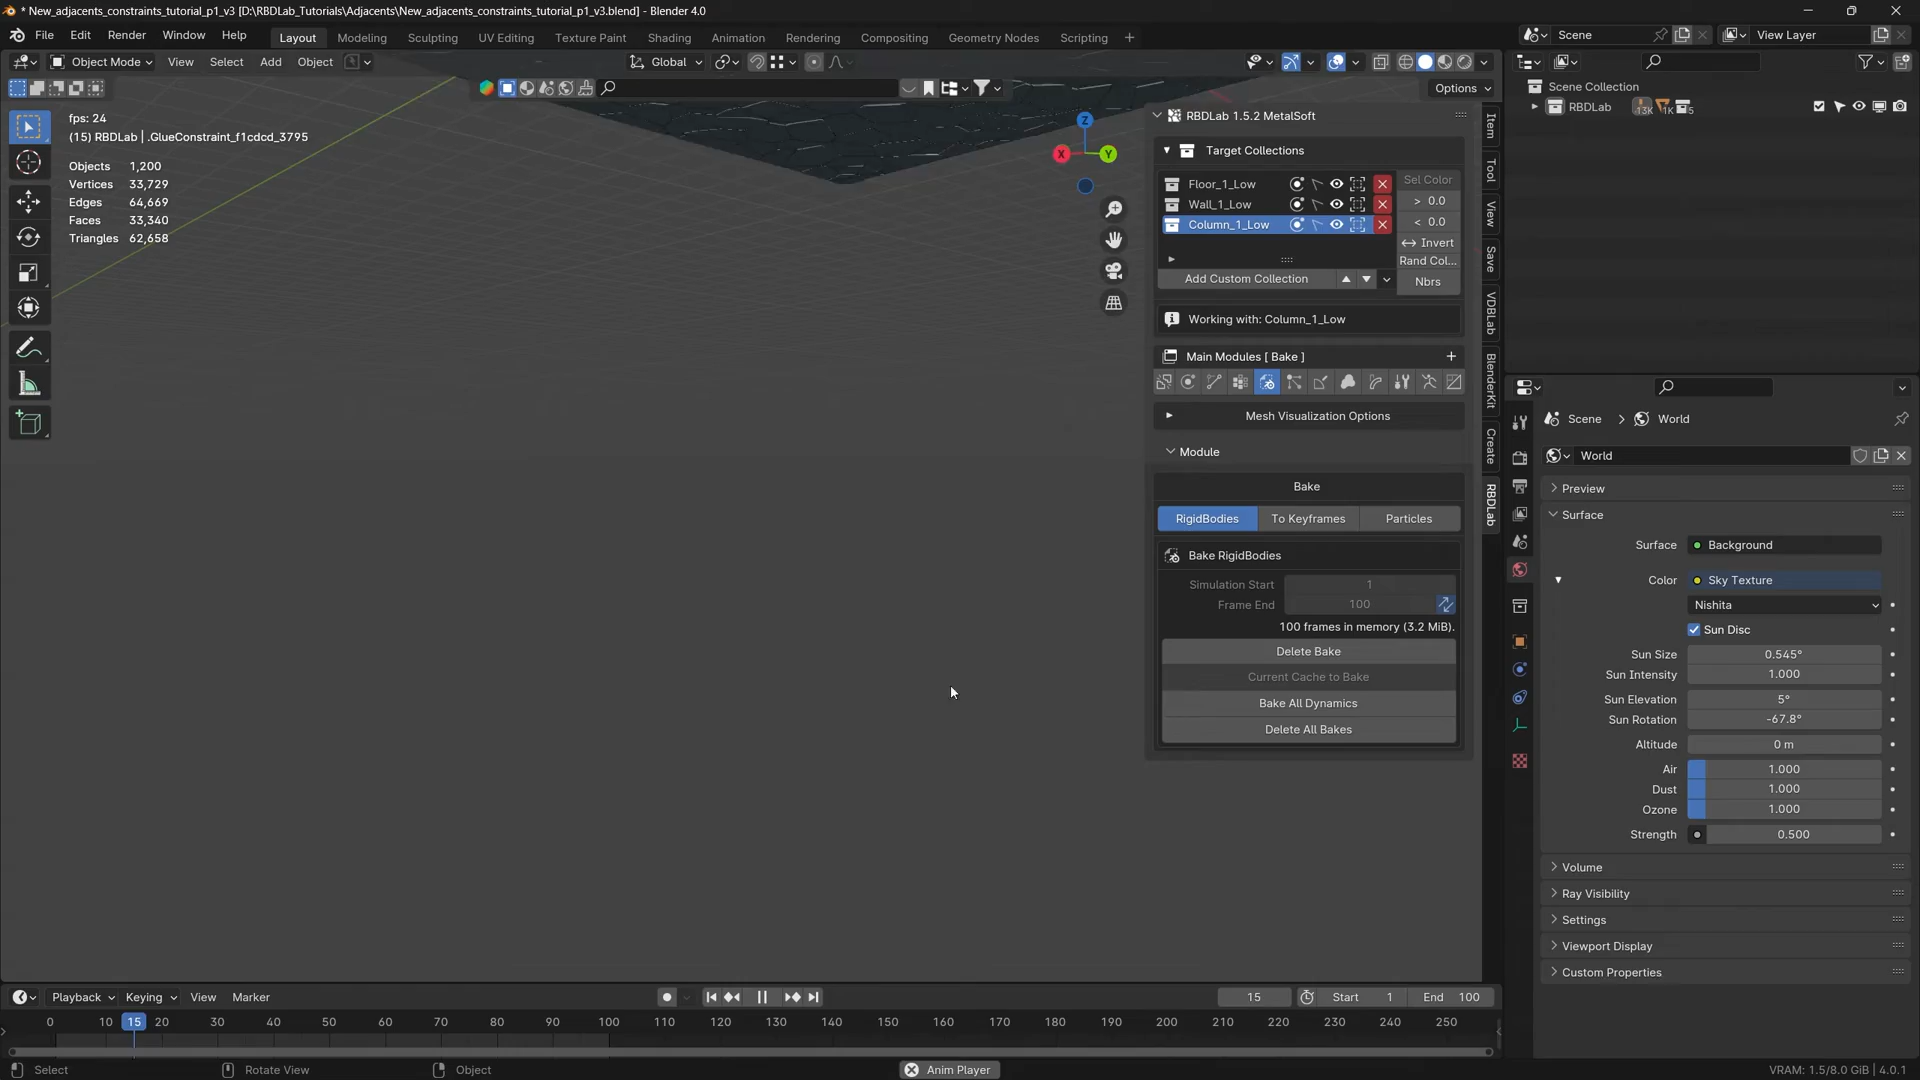 * New_adjacents_constraints_tutorial_p1_v3 [D:\RBDLab_Tutorials\Adjacents\New_adjacents_constraints_tutorial_p1_v3.blend] - Blender 4.0
File Edit Render Window Help Layout Modeling Sculpting UV Editing Texture Paint Shading Animation Rendering Compositing Geometry Nodes Scripting +
Scene View Layer
Object Mode View Select Add Object Global
Options
fps: 24
(15) RBDLab | .GlueConstraint_f1cdcd_3795
Objects 1,200
Vertices 33,729
Edges 64,669
Faces 33,340
Triangles 62,658
Z
X
Y
RBDLab 1.5.2 MetalSoft
Target Collections
Floor_1_Low
Wall_1_Low
Column_1_Low
Sel Color
> 0.0
< 0.0
Invert
Rand Col...
Nbrs
Add Custom Collection
Working with: Column_1_Low
Main Modules [ Bake ]
Mesh Visualization Options
Module
Bake
RigidBodies To Keyframes Particles
Bake RigidBodies
Simulation Start 1
Frame End 100
100 frames in memory (3.2 MiB).
Delete Bake
Current Cache to Bake
Bake All Dynamics
Delete All Bakes
Item
Tool
View
Save
VDBLab
BlenderKit
Create
RBDLab
Scene Collection
RBDLab 13K 1K 5
Scene > World
World
Preview
Surface
Surface Background
Color Sky Texture
Nishita
Sun Disc
Sun Size 0.545°
Sun Intensity 1.000
Sun Elevation 5°
Sun Rotation -67.8°
Altitude 0 m
Air 1.000
Dust 1.000
Ozone 1.000
Strength 0.500
Volume
Ray Visibility
Settings
Viewport Display
Custom Properties
Playback Keying View Marker
15 Start 1 End 100
0 10 15 20 30 40 50 60 70 80 90 100 110 120 130 140 150 160 170 180 190 200 210 220 230 240 250
Select Rotate View Object Anim Player VRAM: 1.5/8.0 GiB | 4.0.1